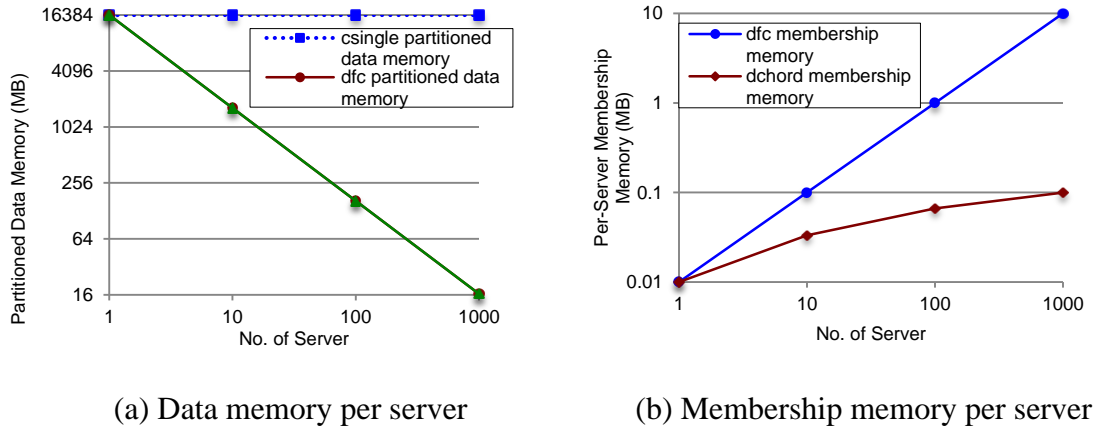 16384
4096
1024
256
64
16
1
10
100
1000
Partitioned Data Memory (MB)
No. of Server
csingle partitioned
data memory
dfc partitioned data
memory
(a) Data memory per server
10
1
0.1
0.01
1
10
100
1000
Per-Server Membership
Memory (MB)
No. of Server
dfc membership
memory
dchord membership
memory
(b) Membership memory per server